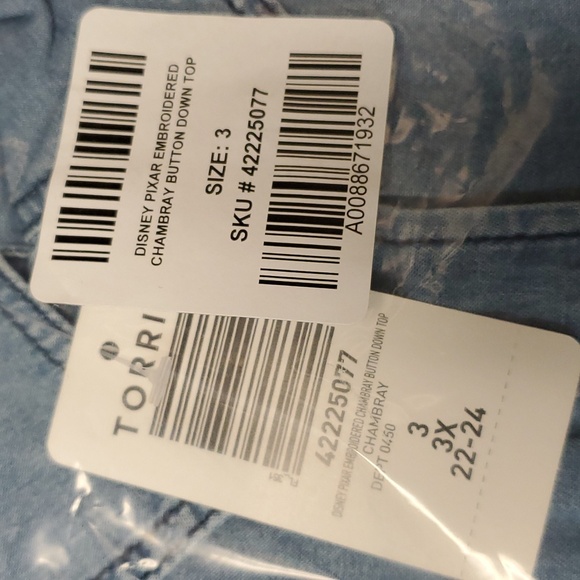 DISNEY PIXAR EMBROIDERED
CHAMBRAY BUTTON DOWN TOP
SIZE: 3
SKU # 42225077
A0088671932
TORRI
42225077
DISNEY PIXAR EMBROIDERED CHAMBRAY BUTTON DOWN TOP
CHAMBRAY
DEPT 0450
3
3X
22-24